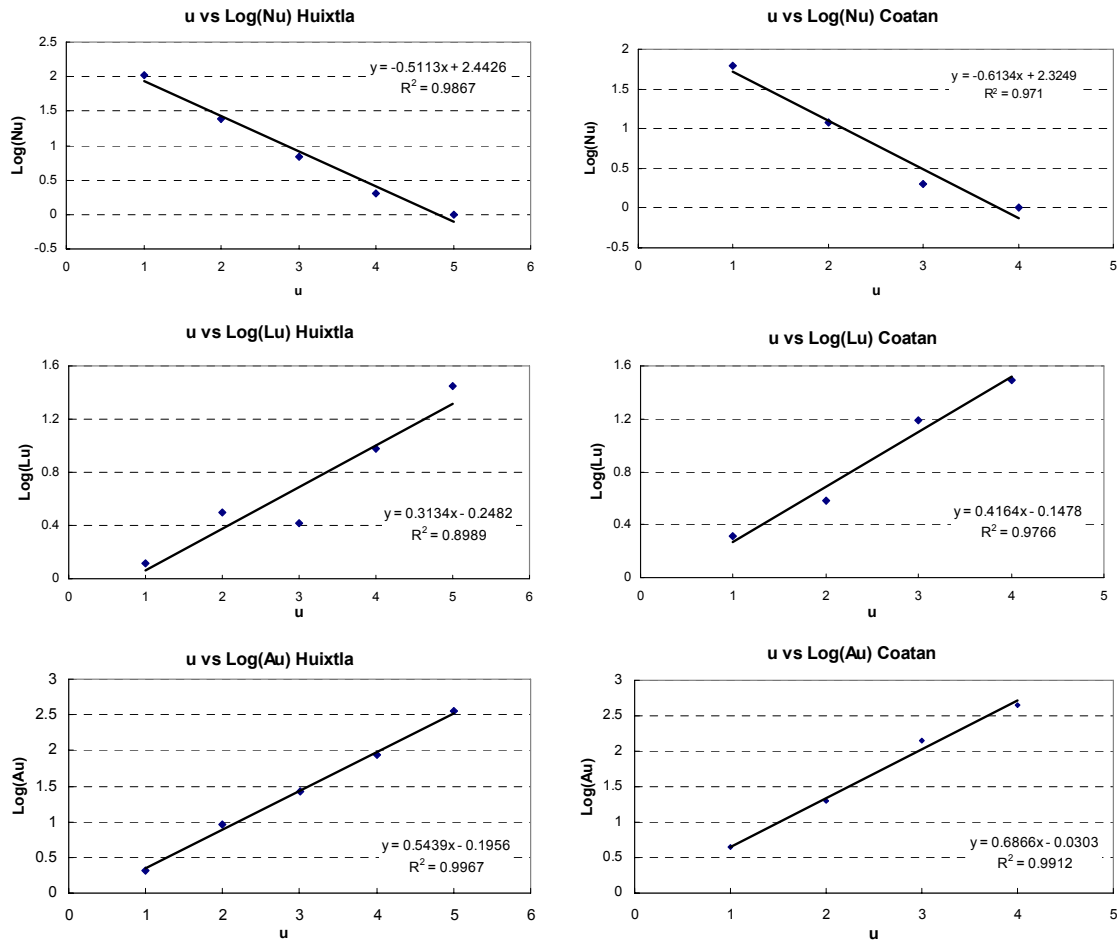 u vs Log(Nu) Huixtla
2.5
2
1.5
1
0.5
0
-0.5
Log(Nu)
y = -0.5113x + 2.4426
R² = 0.9867
0 1 2 3 4 5 6
u
u vs Log(Nu) Coatan
2
1.5
1
0.5
0
-0.5
Log(Nu)
y = -0.6134x + 2.3249
R² = 0.971
0 1 2 3 4 5
u
u vs Log(Lu) Huixtla
1.6
1.2
0.8
0.4
0
Log(Lu)
y = 0.3134x - 0.2482
R² = 0.8989
0 1 2 3 4 5 6
u
u vs Log(Lu) Coatan
1.6
1.2
0.8
0.4
0
Log(Lu)
y = 0.4164x - 0.1478
R² = 0.9766
0 1 2 3 4 5
u
u vs Log(Au) Huixtla
3
2.5
2
1.5
1
0.5
0
Log(Au)
y = 0.5439x - 0.1956
R² = 0.9967
0 1 2 3 4 5 6
u
u vs Log(Au) Coatan
3
2.5
2
1.5
1
0.5
0
Log(Au)
y = 0.6866x - 0.0303
R² = 0.9912
0 1 2 3 4 5
u